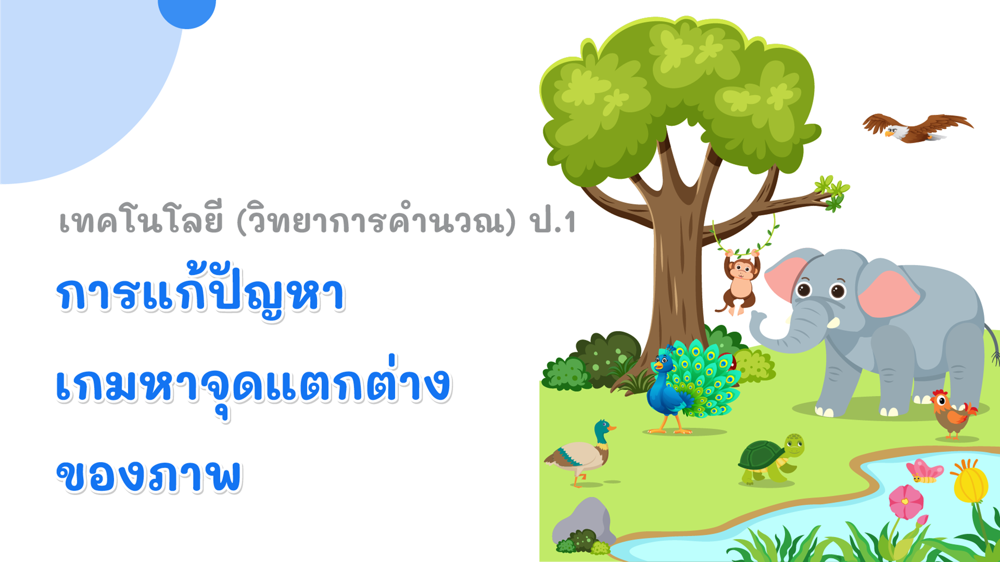 เทคโนโลยี (วิทยาการคำนวณ) ป.1
การแก้ปัญหา
เกมหาจุดแตกต่าง
ของภาพ